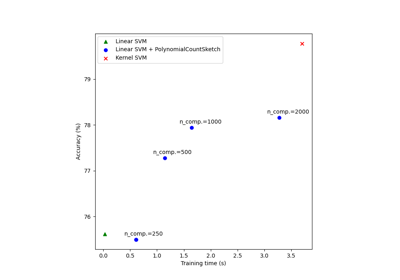 Linear SVM
Linear SVM + PolynomialCountSketch
Kernel SVM
79
n_comp.=2000
n_comp.=1000
78
n_comp.=500
77
Accuracy (%)
76
n_comp.=250
0.0 0.5 1.0 1.5 2.0 2.5 3.0 3.5
Training time (s)